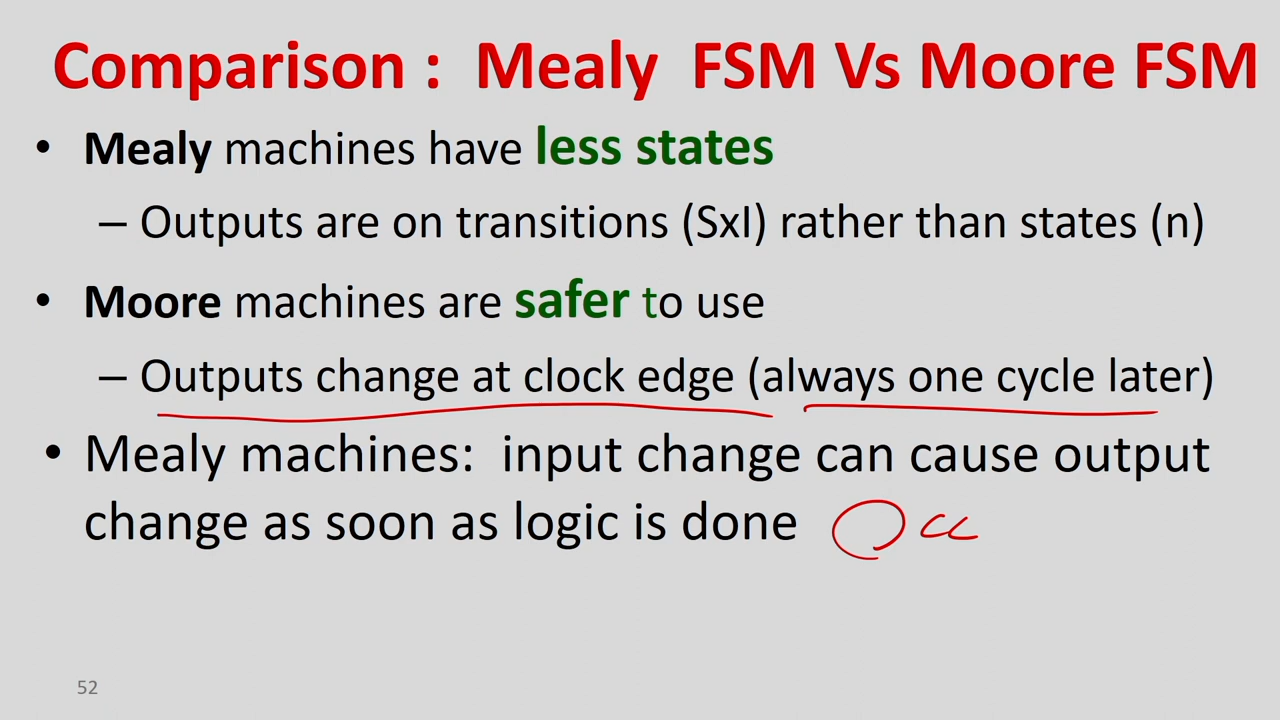 Comparison : Mealy FSM Vs Moore FSM
• Mealy machines have less states
– Outputs are on transitions (SxI) rather than states (n)
• Moore machines are safer to use
– Outputs change at clock edge (always one cycle later)
• Mealy machines: input change can cause output
change as soon as logic is done
52